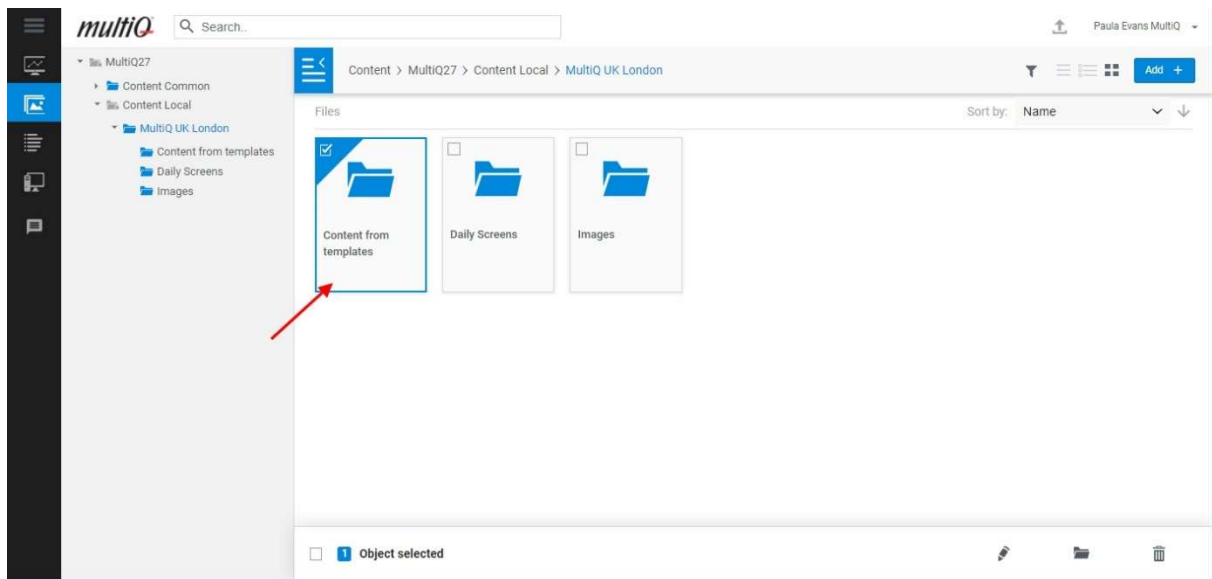 multiQ
Search..
Paula Evans MultiQ
MultiQ27
Content Common
Content Local
MultiQ UK London
Content from templates
Daily Screens
Images
Content > MultiQ27 > Content Local > MultiQ UK London
Add +
Files
Sort by: Name
Content from
templates
Daily Screens
Images
1 Object selected